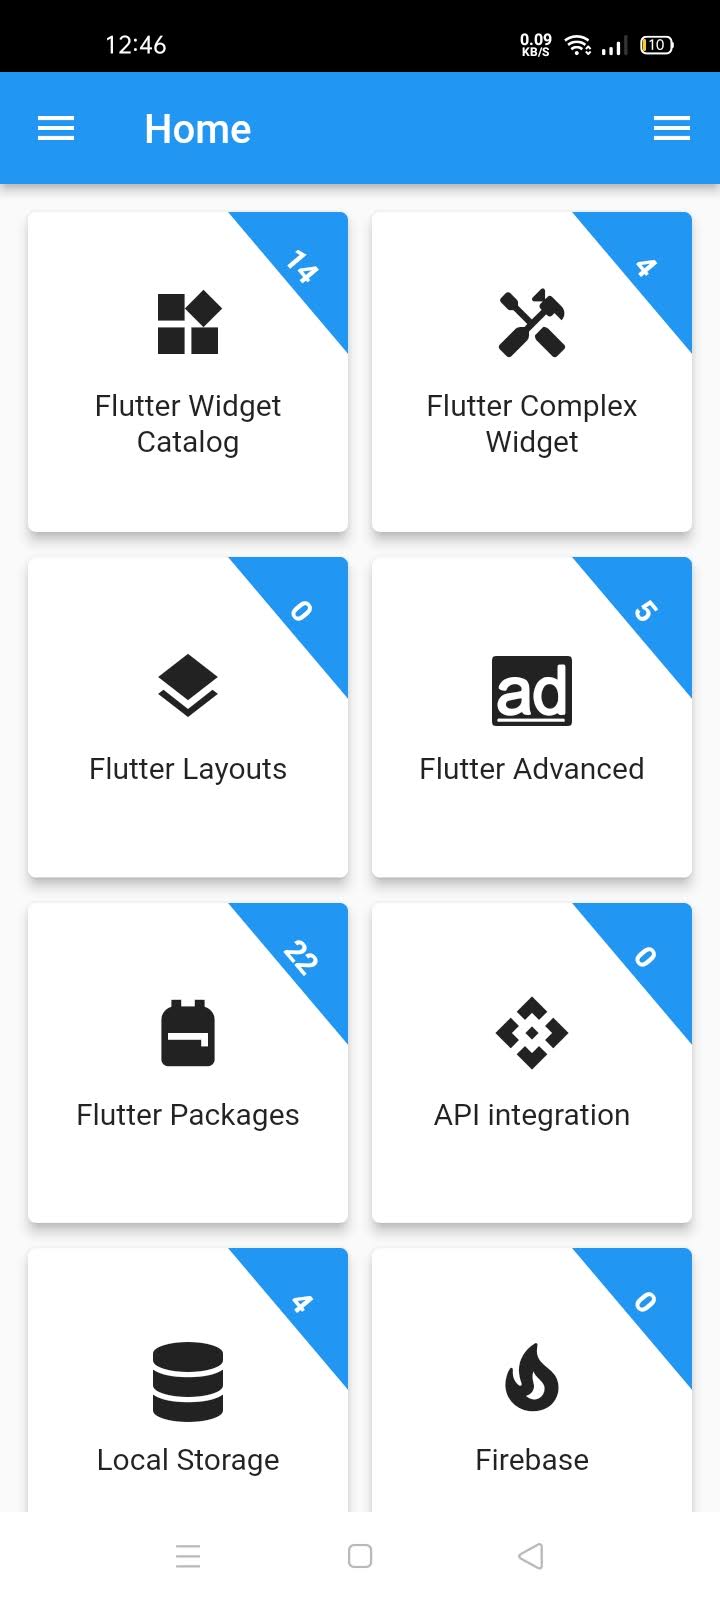 12:46
0.09
KB/S
10
Home
14
4
Flutter Widget
Catalog
Flutter Complex
Widget
0
5
ad
Flutter Layouts
Flutter Advanced
22
0
Flutter Packages
API integration
4
0
Local Storage
Firebase